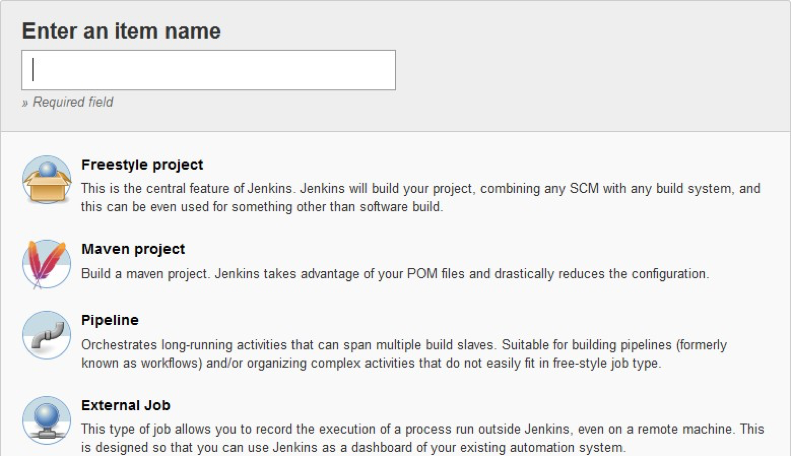 Enter an item name
» Required field
Freestyle project
This is the central feature of Jenkins. Jenkins will build your project, combining any SCM with any build system, and
this can be even used for something other than software build.
Maven project
Build a maven project. Jenkins takes advantage of your POM files and drastically reduces the configuration.
Pipeline
Orchestrates long-running activities that can span multiple build slaves. Suitable for building pipelines (formerly
known as workflows) and/or organizing complex activities that do not easily fit in free-style job type.
External Job
This type of job allows you to record the execution of a process run outside Jenkins, even on a remote machine. This
is designed so that you can use Jenkins as a dashboard of your existing automation system.